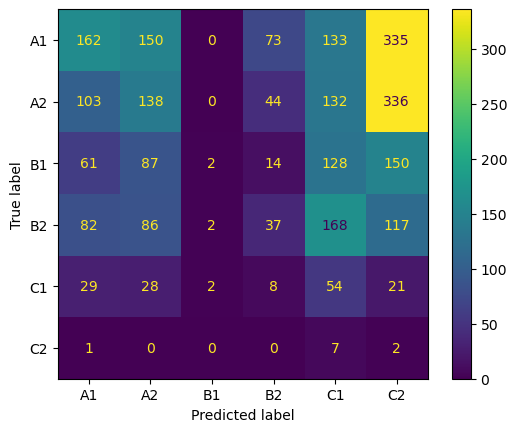 A1 162 150 0 73 133 335
A2 103 138 0 44 132 336
B1 61 87 2 14 128 150
B2 82 86 2 37 168 117
C1 29 28 2 8 54 21
C2 1 0 0 0 7 2
A1 A2 B1 B2 C1 C2
Predicted label
True label
300
250
200
150
100
50
0